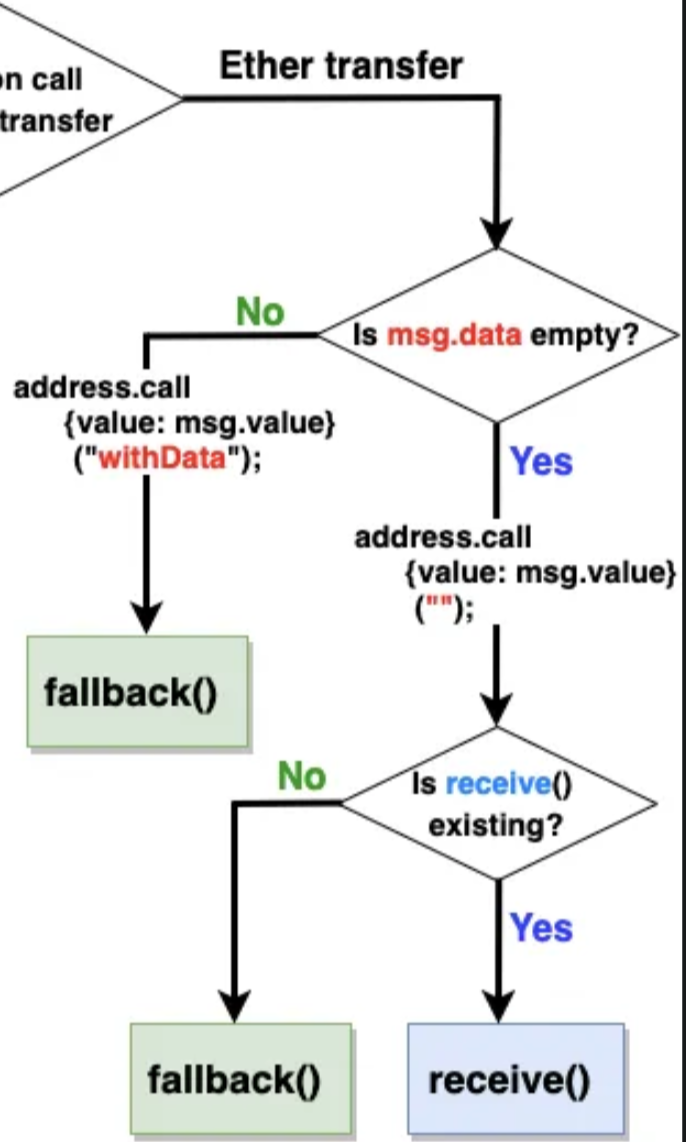 Ether transfer
on call
transfer
No
Is msg.data empty?
address.call
{value: msg.value}
("withData");
Yes
address.call
{value: msg.value}
("");
fallback()
No
Is receive()
existing?
Yes
fallback()
receive()